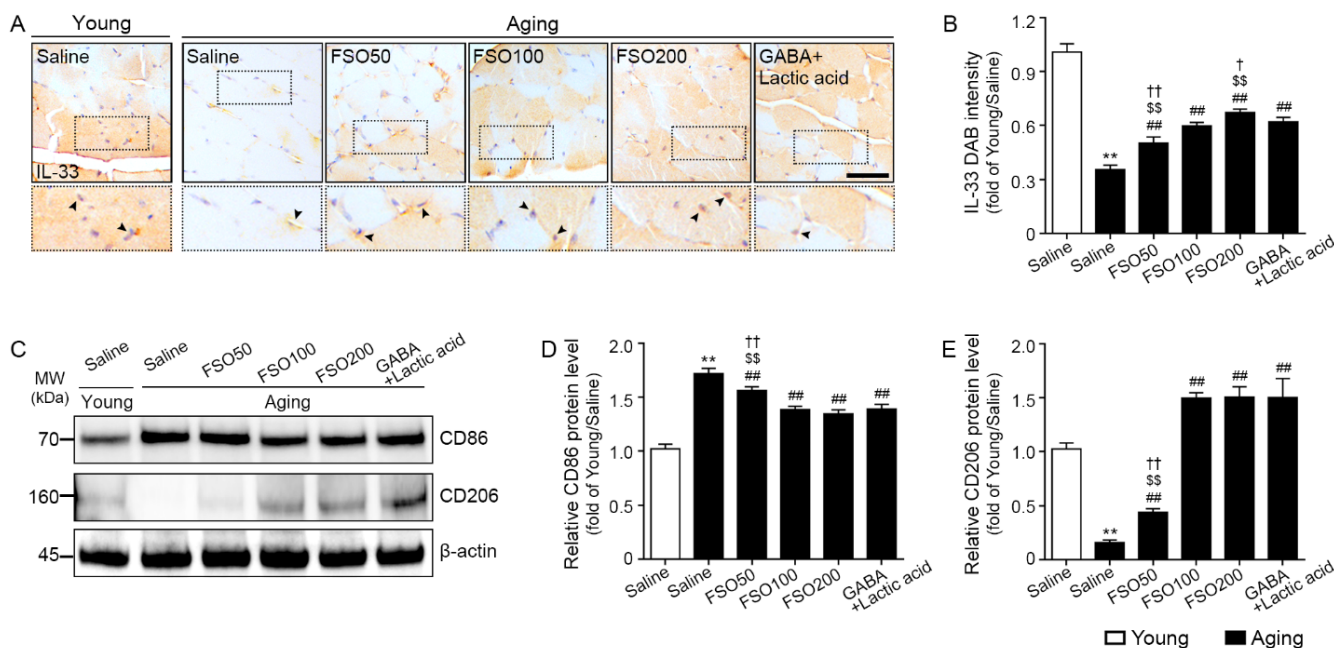 A
Young
Aging
Saline
Saline
FSO50
FSO100
FSO200
GABA+
Lactic acid
IL-33
B
IL-33 DAB intensity
(fold of Young/Saline)
1.2
0.9
0.6
0.3
0
**
††
$$
##
##
†
$$
##
##
Saline
Saline
FSO50
FSO100
FSO200
GABA
+Lactic acid
C
MW
(kDa)
Saline
Saline
FSO50
FSO100
FSO200
GABA
+Lactic acid
Young
Aging
70
CD86
160
CD206
45
β-actin
D
Relative CD86 protein level
(fold of Young/Saline)
2.0
1.5
1.0
0.5
0
**
††
$$
##
##
##
##
Saline
Saline
FSO50
FSO100
FSO200
GABA
+Lactic acid
E
Relative CD206 protein level
(fold of Young/Saline)
2.0
1.5
1.0
0.5
0
**
††
$$
##
##
##
##
Saline
Saline
FSO50
FSO100
FSO200
GABA
+Lactic acid
Young
Aging